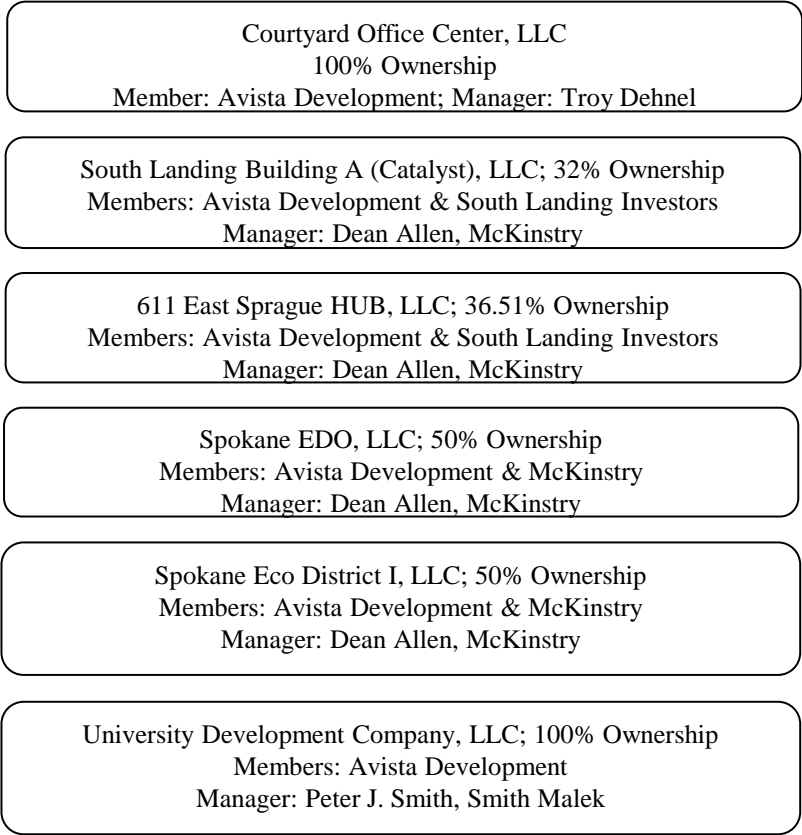 Courtyard Office Center, LLC
100% Ownership
Member: Avista Development; Manager: Troy Dehnel
South Landing Building A (Catalyst), LLC; 32% Ownership
Members: Avista Development & South Landing Investors
Manager: Dean Allen, McKinstry
611 East Sprague HUB, LLC; 36.51% Ownership
Members: Avista Development & South Landing Investors
Manager: Dean Allen, McKinstry
Spokane EDO, LLC; 50% Ownership
Members: Avista Development & McKinstry
Manager: Dean Allen, McKinstry
Spokane Eco District I, LLC; 50% Ownership
Members: Avista Development & McKinstry
Manager: Dean Allen, McKinstry
University Development Company, LLC; 100% Ownership
Members: Avista Development
Manager: Peter J. Smith, Smith Malek